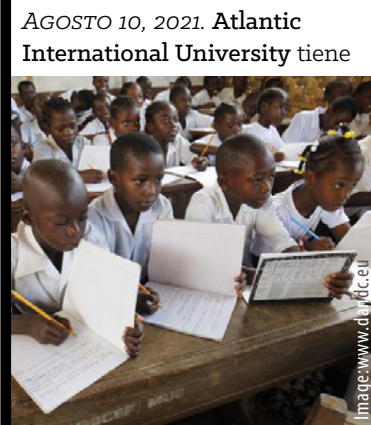 AGOSTO 10, 2021. Atlantic
International University tiene
Image:www.dandc.eu